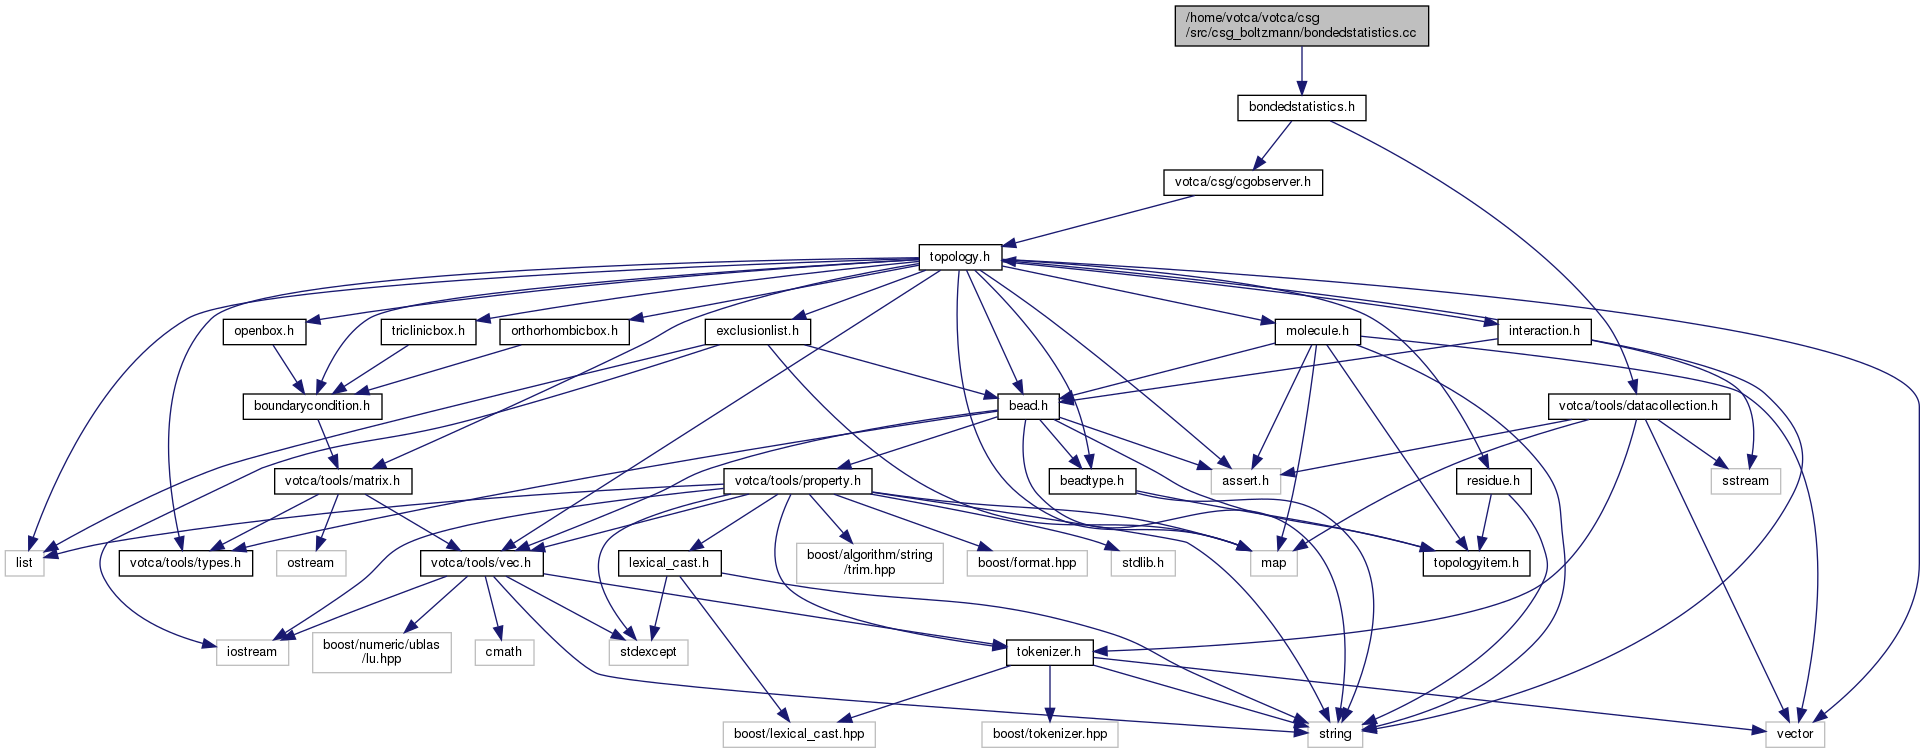 /home/votca/votca/csg
/src/csg_boltzmann/bondedstatistics.cc
bondedstatistics.h
votca/csg/cgobserver.h
topology.h
openbox.h
triclinicbox.h
orthorhombicbox.h
exclusionlist.h
molecule.h
interaction.h
boundarycondition.h
bead.h
votca/tools/datacollection.h
votca/tools/matrix.h
votca/tools/property.h
beadtype.h
assert.h
residue.h
sstream
list
votca/tools/types.h
ostream
votca/tools/vec.h
lexical_cast.h
boost/algorithm/string
/trim.hpp
boost/format.hpp
stdlib.h
map
topologyitem.h
iostream
boost/numeric/ublas
/lu.hpp
cmath
stdexcept
tokenizer.h
boost/lexical_cast.hpp
boost/tokenizer.hpp
string
vector